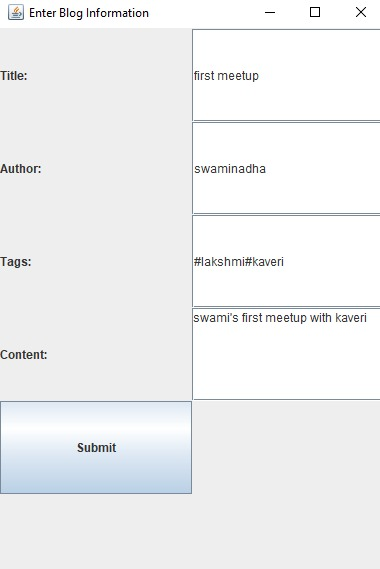 Enter Blog Information
Title: first meetup
Author: swaminadha
Tags: #lakshmi#kaveri
Content: swami's first meetup with kaveri
Submit